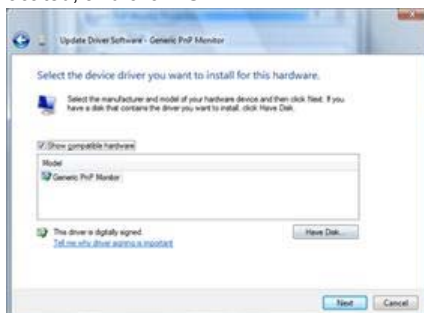 Update Driver Software - Generic PnP Monitor
Select the device driver you want to install for this hardware.
Select the manufacturer and model of your hardware device and then click Next. If you
have a disk that contains the driver you want to install, click Have Disk.
Show compatible hardware
Model
Generic PnP Monitor
This driver is digitally signed.
Have Disk...
Tell me why driver signing is important
Next
Cancel